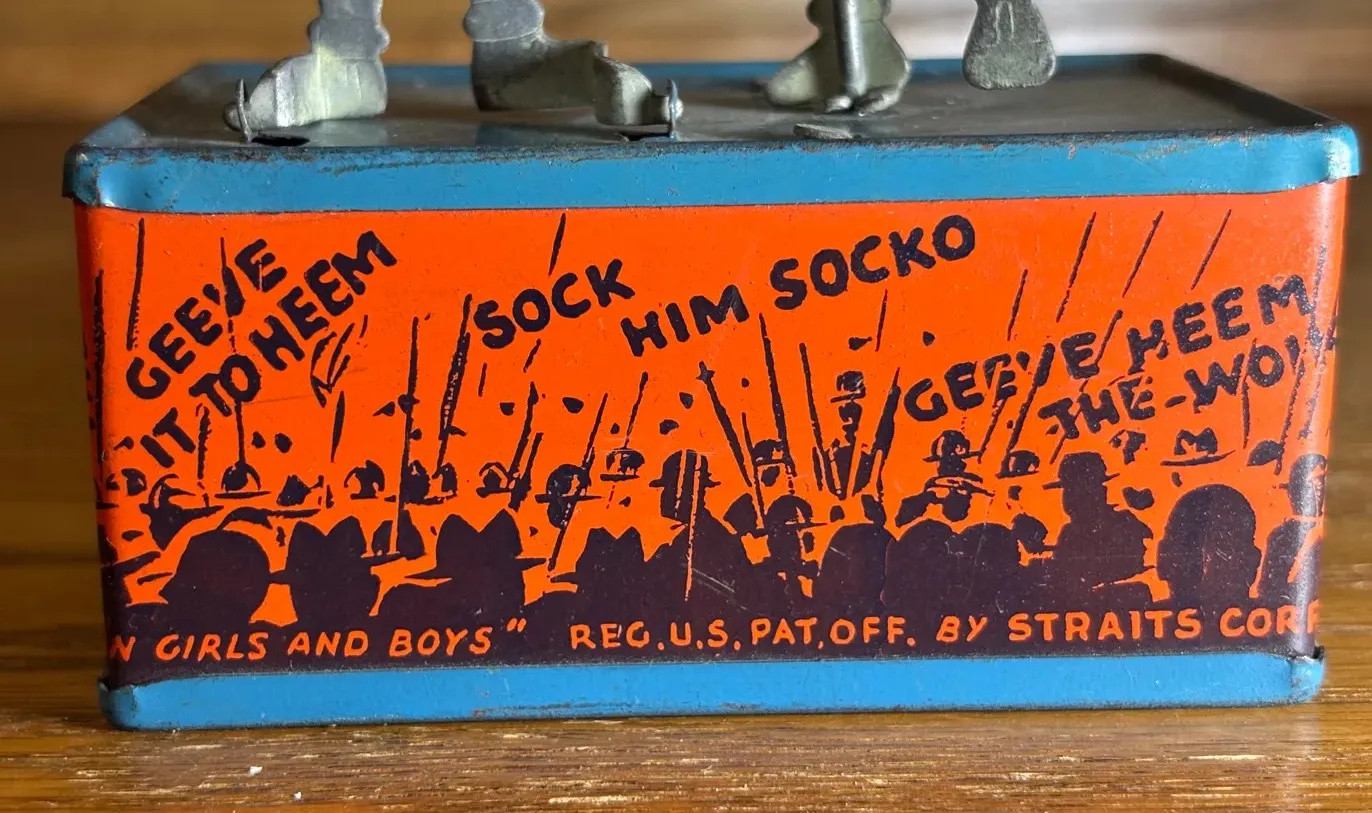 GEEVE
IT TO HEEM
SOCK
HIM SOCKO
GEEVE HEEM
THE-WO
GIRLS AND BOYS" REG.U.S.PAT.OFF. BY STRAITS COR